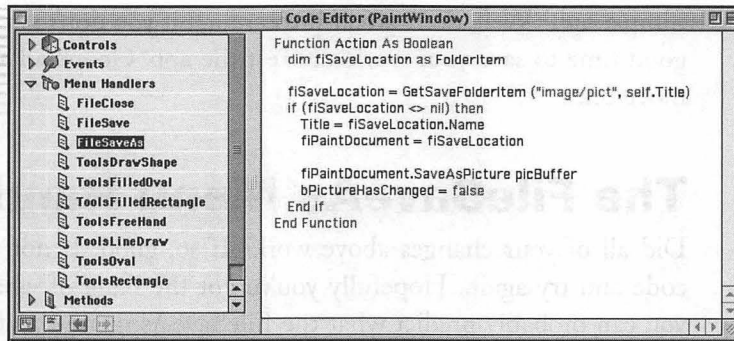 Code Editor (PaintWindow)
Controls
Events
Menu Handlers
FileClose
FileSave
FileSaveAs
ToolsDrawShape
ToolsFilledOval
ToolsFilledRectangle
ToolsFreeHand
ToolsLineDraw
ToolsOval
ToolsRectangle
Methods
Function Action As Boolean
dim fiSaveLocation as FolderItem
fiSaveLocation = GetSaveFolderItem ("image/pict", self.Title)
if (fiSaveLocation <> nil) then
Title = fiSaveLocation.Name
fiPaintDocument = fiSaveLocation
fiPaintDocument.SaveAsPicture picBuffer
bPictureHasChanged = false
End if
End Function